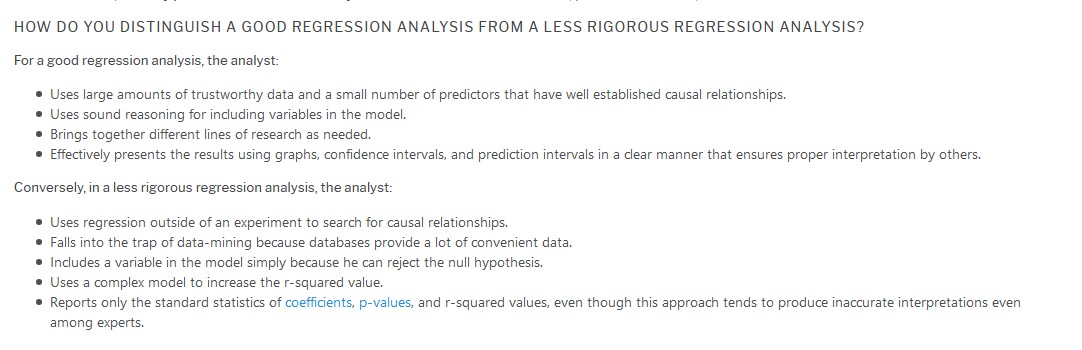 HOW DO YOU DISTINGUISH A GOOD REGRESSION ANALYSIS FROM A LESS RIGOROUS REGRESSION ANALYSIS?
For a good regression analysis, the analyst:
• Uses large amounts of trustworthy data and a small number of predictors that have well established causal relationships.
• Uses sound reasoning for including variables in the model.
• Brings together different lines of research as needed.
• Effectively presents the results using graphs, confidence intervals, and prediction intervals in a clear manner that ensures proper interpretation by others.
Conversely, in a less rigorous regression analysis, the analyst:
• Uses regression outside of an experiment to search for causal relationships.
• Falls into the trap of data-mining because databases provide a lot of convenient data.
• Includes a variable in the model simply because he can reject the null hypothesis.
• Uses a complex model to increase the r-squared value.
• Reports only the standard statistics of coefficients, p-values, and r-squared values, even though this approach tends to produce inaccurate interpretations even
among experts.